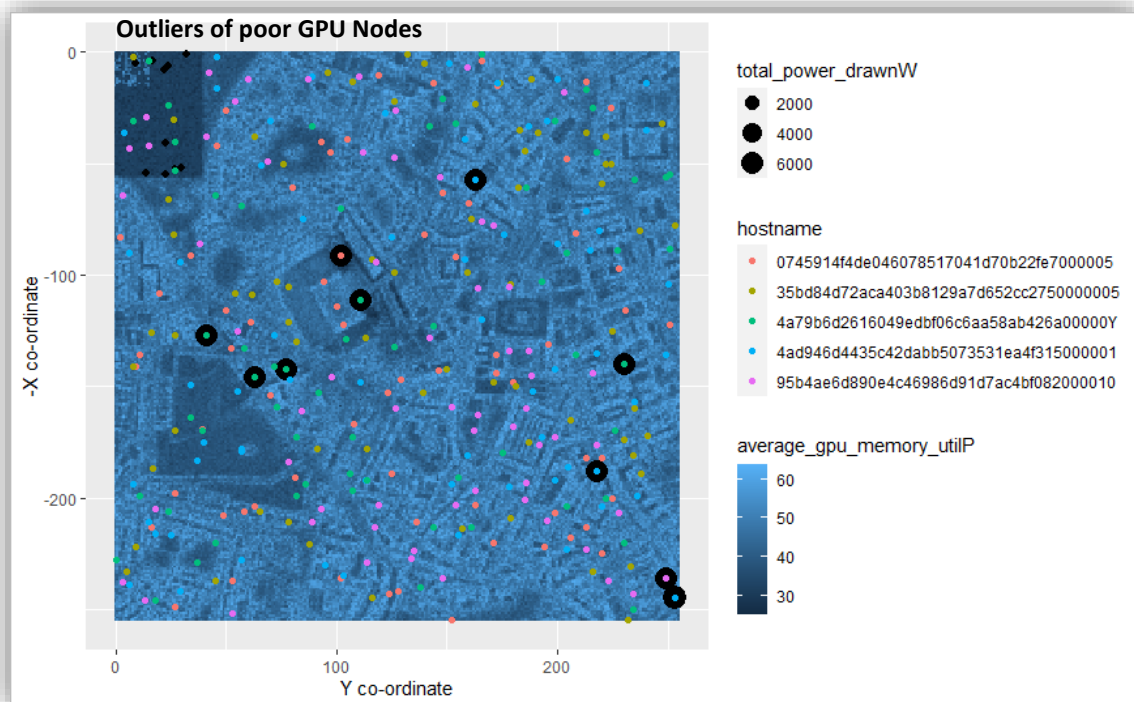 Outliers of poor GPU Nodes
0
-100
-200
-X co-ordinate
0
100
200
Y co-ordinate
total_power_drawnW
2000
4000
6000
hostname
0745914f4de046078517041d70b22fe7000005
35bd84d72aca403b8129a7d652cc2750000005
4a79b6d2616049edbf06c6aa58ab426a00000Y
4ad946d4435c42dabb5073531ea4f315000001
95b4ae6d890e4c46986d91d7ac4bf082000010
average_gpu_memory_utilP
60
50
40
30